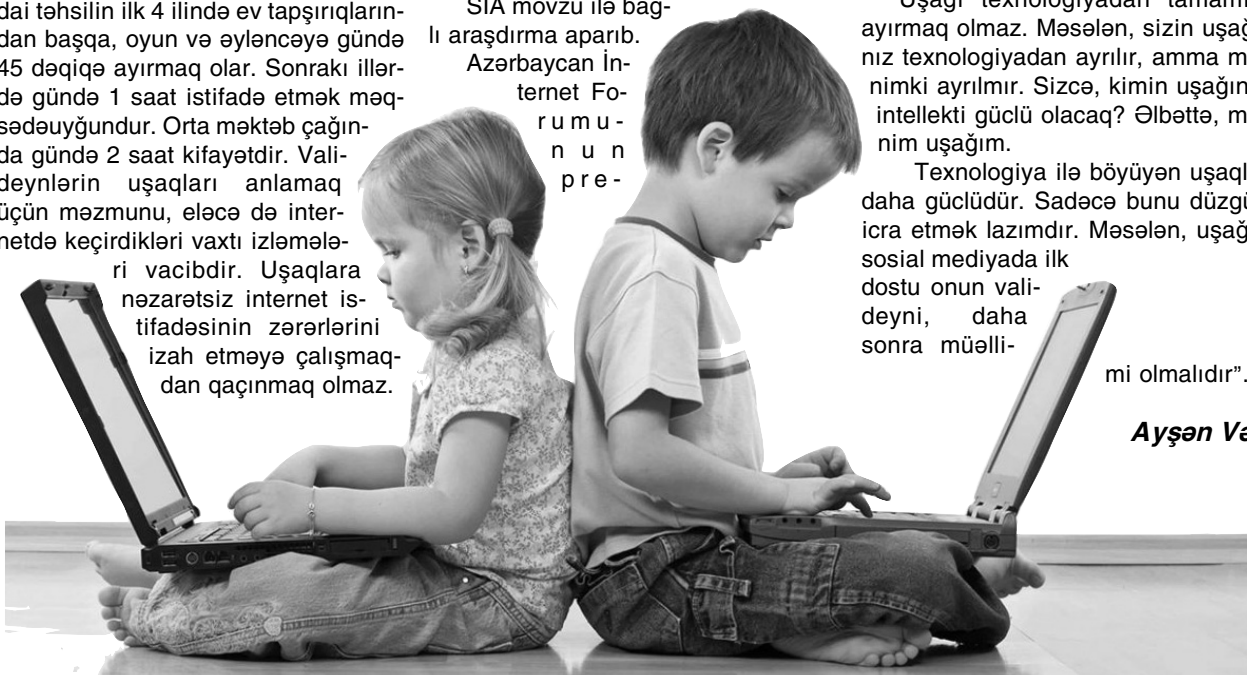 dai təhsilin ilk 4 ilində ev tapşırıqların-
dan başqa, oyun və əyləncəyə gündə
45 dəqiqə ayırmaq olar. Sonrakı illər-
də gündə 1 saat istifadə etmək məq-
sədəuyğundur. Orta məktəb çağın-
da gündə 2 saat kifayətdir. Vali-
deynlərin uşaqları anlamaq
üçün məzmunu, eləcə də inter-
netdə keçirdikləri vaxtı izləmələ-
ri vacibdir. Uşaqlara
nəzarətsiz internet is-
tifadəsinin zərərlərini
izah etməyə çalışmaq-
dan qaçınmaq olmaz.
SİA mövzu ilə bağ-
lı araşdırma aparıb.
Azərbaycan İn-
ternet Fo-
rumu-
nun
pre-
Uşağı texnologiyadan
ayırmaq olmaz. Məsələn, sizin
nız texnologiyadan ayrılır, amma
nimki ayrılmır. Sizcə, kimin
intellekti güclü olacaq? Əlbəttə,
nim uşağım.
Texnologiya ilə böyüyən
daha güclüdür. Sadəcə bunu
icra etmək lazımdır. Məsələn,
sosial mediyada ilk
dostu onun vali-
deyni, daha
sonra müəlli-
mi olmalıdır”.
Ayşən